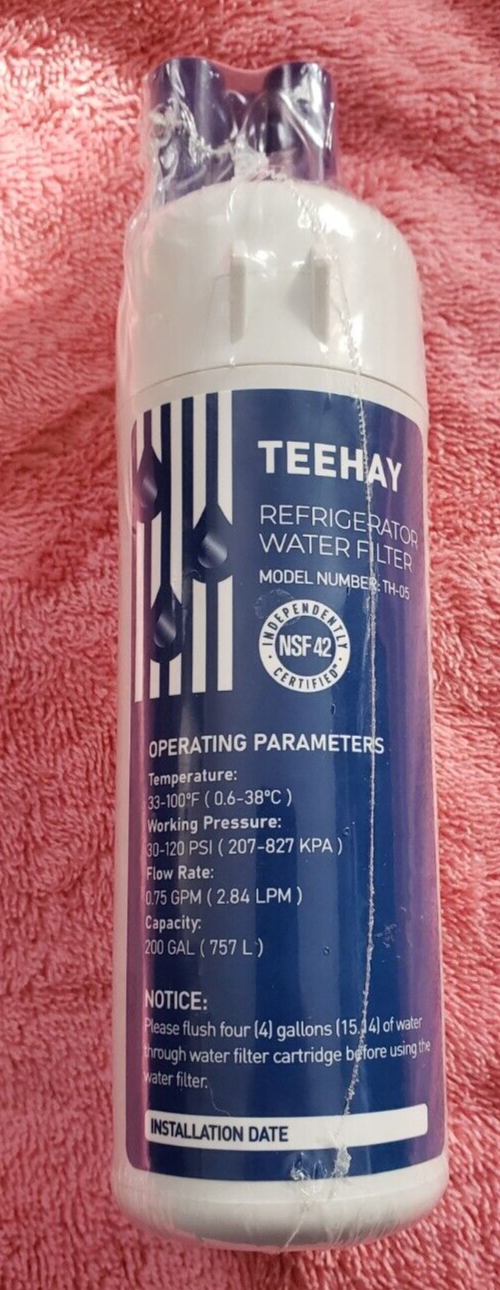 TEEHAY
REFRIGERATOR
WATER FILTER
MODEL NUMBER: TH-05
INDEPENDENTLY
NSF 42
CERTIFIED
OPERATING PARAMETERS
Temperature:
33-100°F ( 0.6-38°C )
Working Pressure:
30-120 PSI ( 207-827 KPA )
Flow Rate:
0.75 GPM ( 2.84 LPM )
Capacity:
200 GAL ( 757 L )
NOTICE:
Please flush four (4) gallons (15.14) of water
through water filter cartridge before using the
water filter.
INSTALLATION DATE